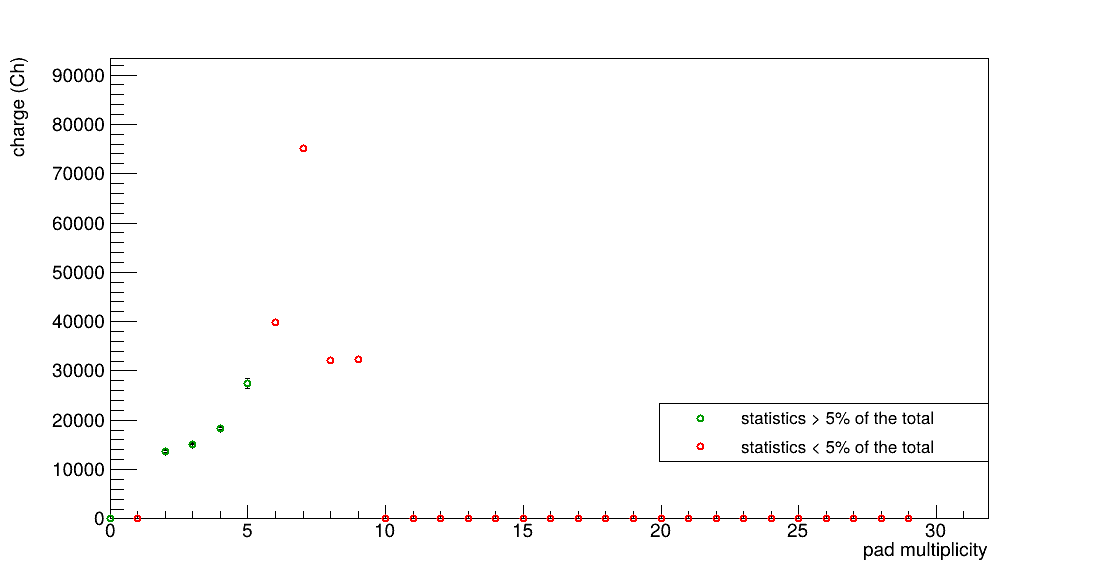 charge (Ch)
90000
80000
70000
60000
50000
40000
30000
20000
10000
0
statistics > 5% of the total
statistics < 5% of the total
0 5 10 15 20 25 30
pad multiplicity